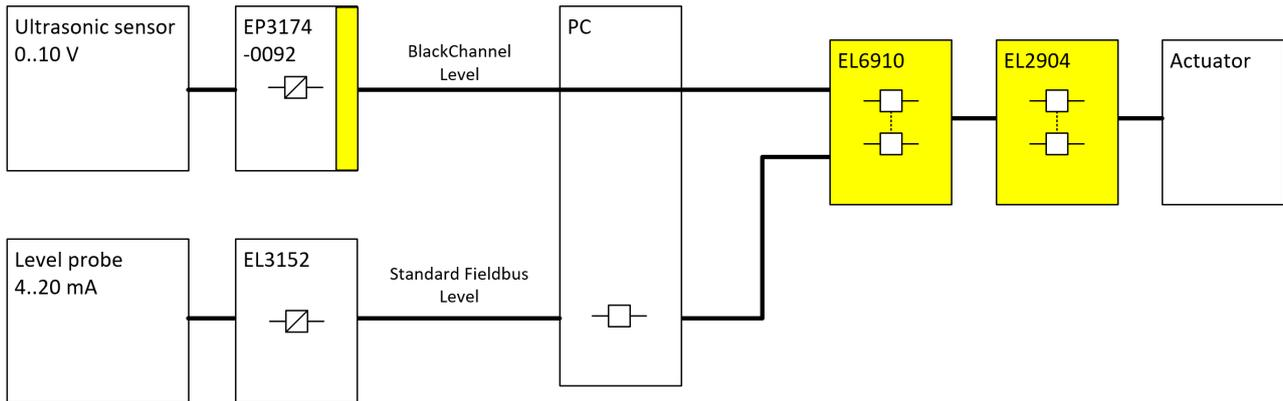 Ultrasonic sensor
0..10 V
EP3174
-0092
BlackChannel
Level
PC
EL6910
EL2904
Actuator
Level probe
4..20 mA
EL3152
Standard Fieldbus
Level